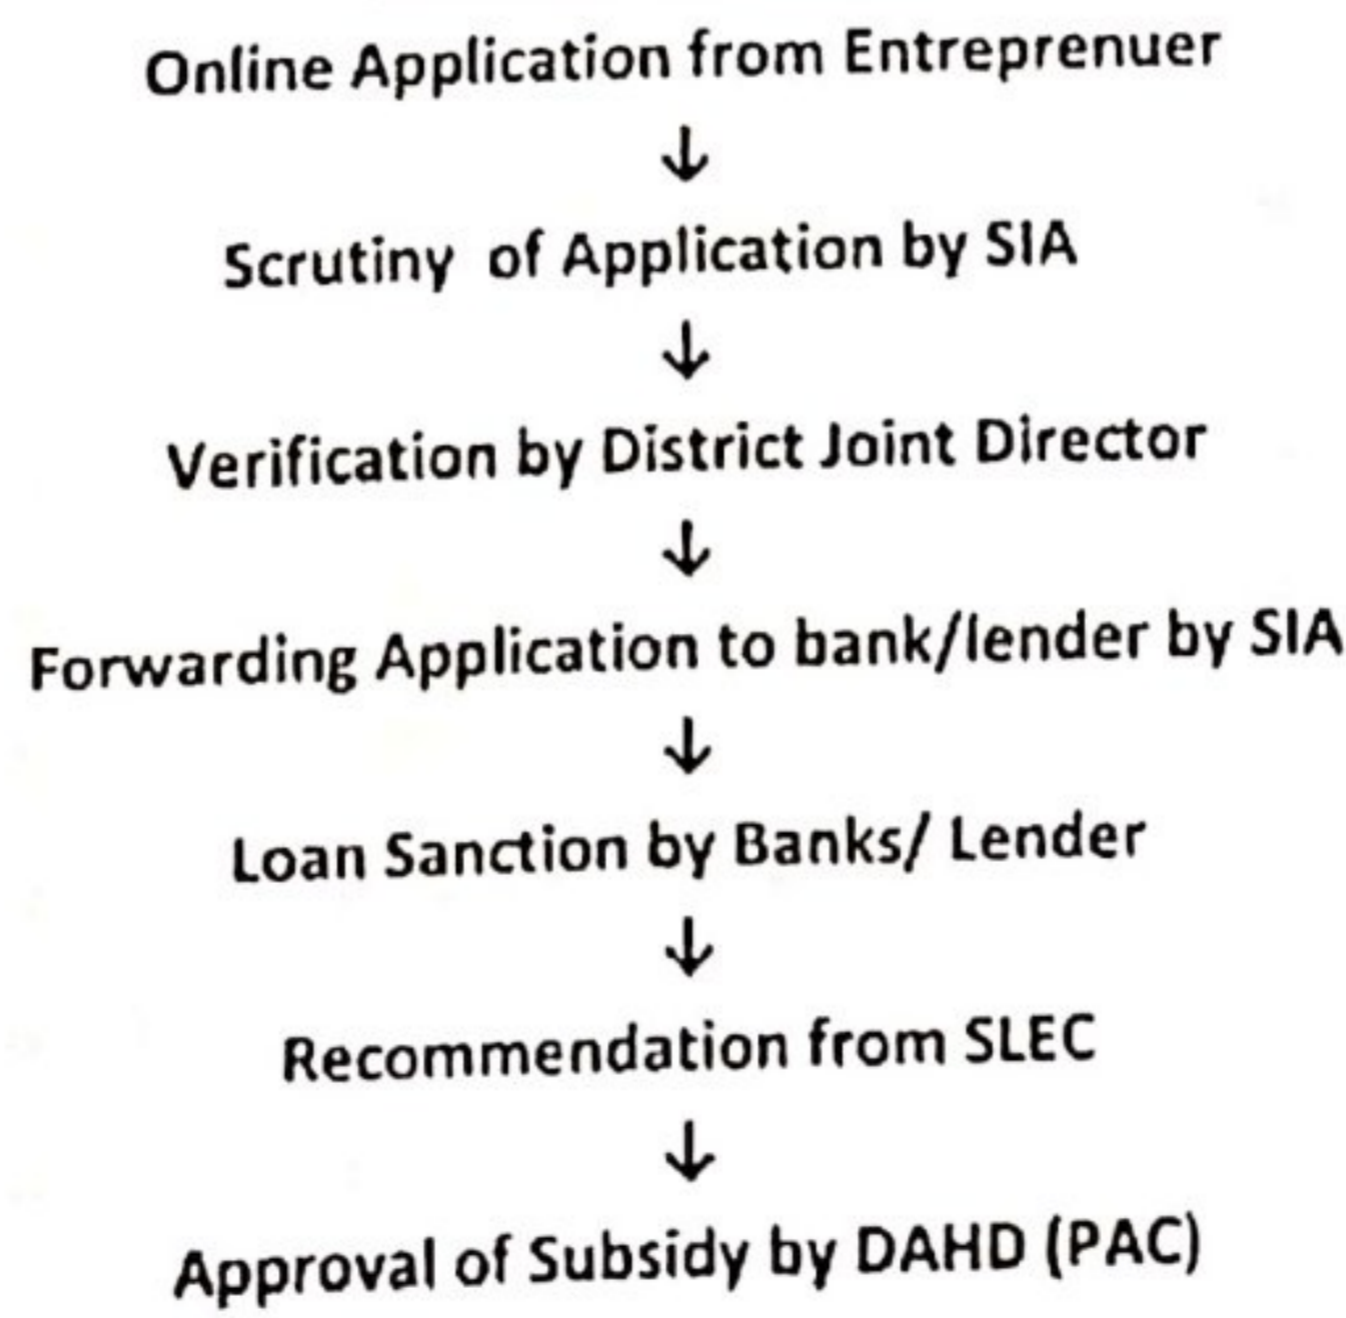 Online Application from Entreprenuer
↓
Scrutiny of Application by SIA
↓
Verification by District Joint Director
↓
Forwarding Application to bank/lender by SIA
↓
Loan Sanction by Banks/ Lender
↓
Recommendation from SLEC
↓
Approval of Subsidy by DAHD (PAC)